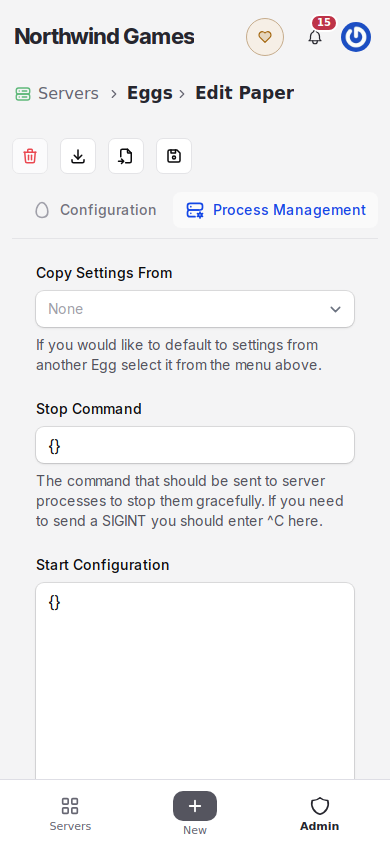 Northwind Games
15
Servers > Eggs > Edit Paper
Configuration
Process Management
Copy Settings From
None
If you would like to default to settings from
another Egg select it from the menu above.
Stop Command
{}
The command that should be sent to server
processes to stop them gracefully. If you need
to send a SIGINT you should enter ^C here.
Start Configuration
{}
Servers
New
Admin